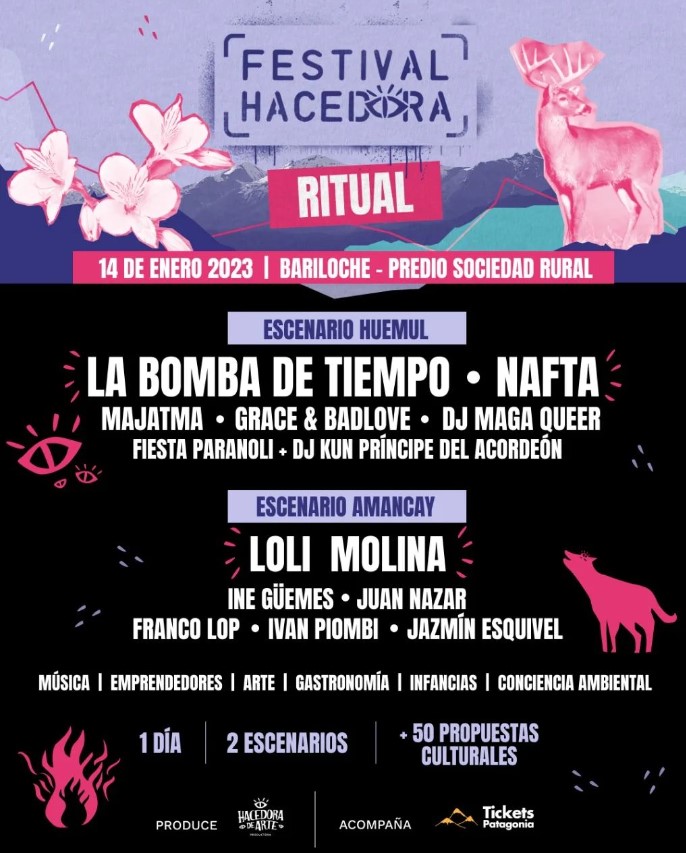 FESTIVAL
HACEDORA
RITUAL
14 DE ENERO 2023 | BARILOCHE - PREDIO SOCIEDAD RURAL
ESCENARIO HUEMUL
LA BOMBA DE TIEMPO • NAFTA
MAJATMA • GRACE & BADLOVE • DJ MAGA QUEER
FIESTA PARANOLI + DJ KUN PRÍNCIPE DEL ACORDEÓN
ESCENARIO AMANCAY
LOLI MOLINA
INE GÜEMES • JUAN NAZAR
FRANCO LOP • IVAN PIOMBI • JAZMÍN ESQUIVEL
MÚSICA | EMPRENDEDORES | ARTE | GASTRONOMÍA | INFANCIAS | CONCIENCIA AMBIENTAL
1 DÍA | 2 ESCENARIOS | + 50 PROPUESTAS
CULTURALES
PRODUCE
HACEDORA
DE ARTE
ACOMPAÑA
Tickets
Patagonia